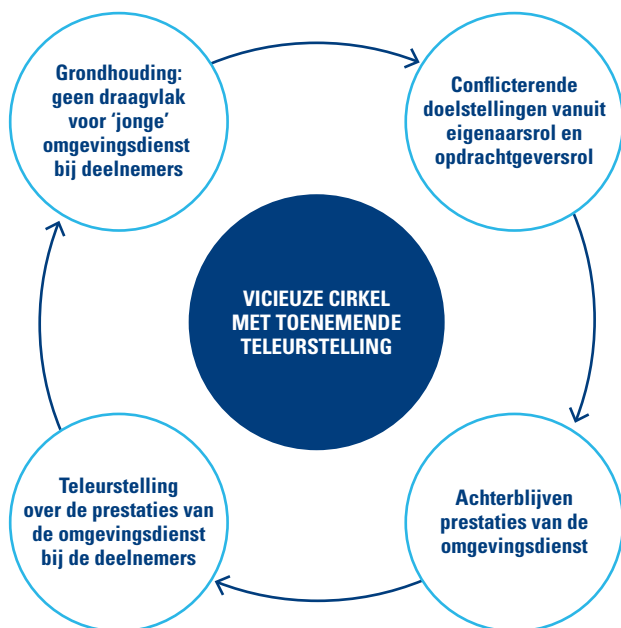 Grondhouding:
geen draagvlak
voor ‘jonge’
omgevingsdienst
bij deelnemers
Conflicterende
doelstellingen vanuit
eigenaarsrol en
opdrachtgeversrol
VICIEUZE CIRKEL
MET TOENEMENDE
TELEURSTELLING
Teleurstelling
over de prestaties van
de omgevingsdienst
bij de deelnemers
Achterblijven
prestaties van de
omgevingsdienst